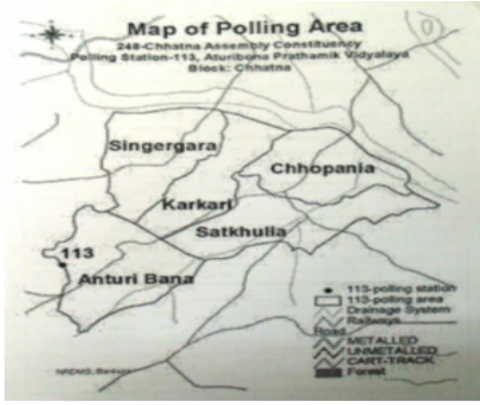 Map of Polling Area
248-Chhatna Assembly Constituency
Polling Station-113, Aturibona Prathamik Vidyalaya
Block: Chhatna
Singergara
Chhopania
Karkari
Satkhulla
113
Anturi Bana
113-polling station
113-polling area
Drainage System
Railways
Road
METALLED
UNMETALLED
CART-TRACK
Forest
NRDMS,